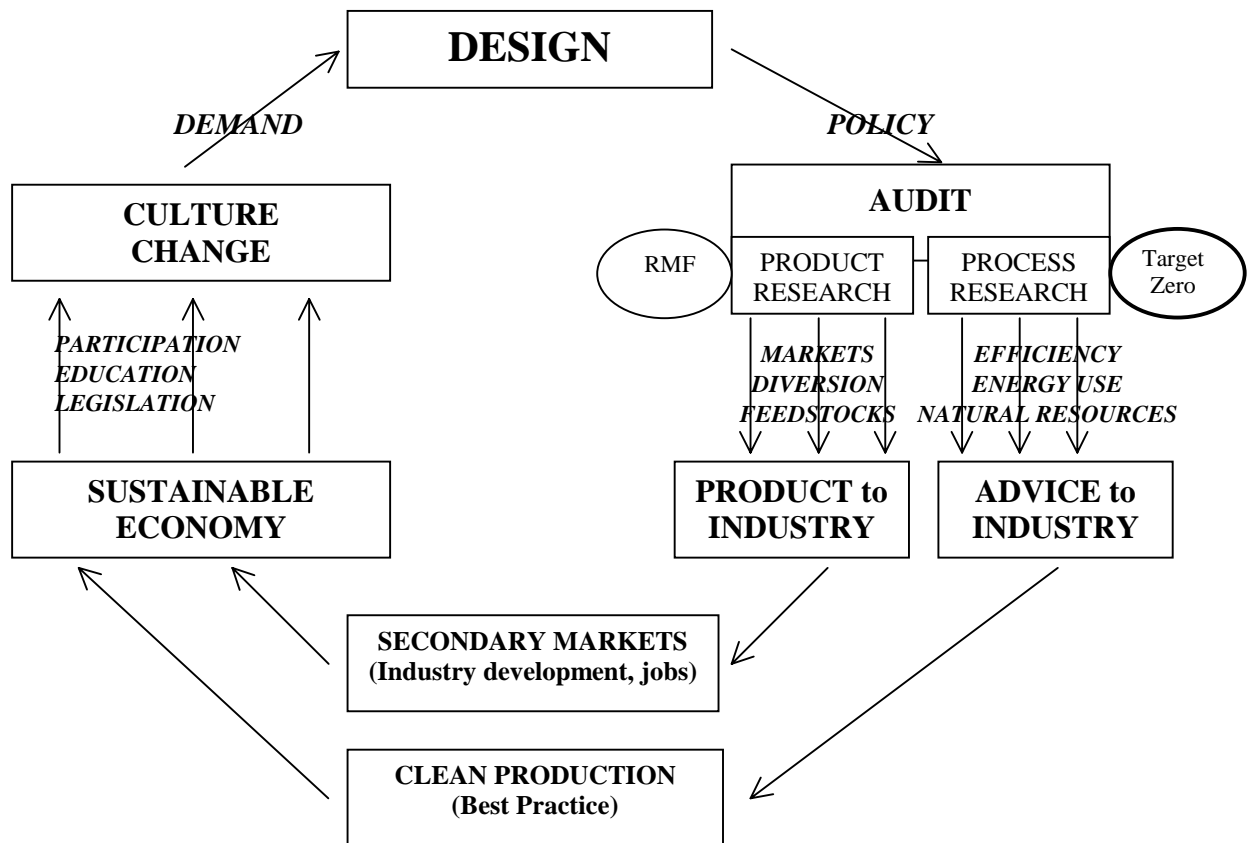 DESIGN
DEMAND
POLICY
CULTURE
CHANGE
AUDIT
RMF
PRODUCT
RESEARCH
PROCESS
RESEARCH
Target
Zero
PARTICIPATION
EDUCATION
LEGISLATION
MARKETS
DIVERSION
FEEDSTOCKS
EFFICIENCY
ENERGY USE
NATURAL RESOURCES
SUSTAINABLE
ECONOMY
PRODUCT to
INDUSTRY
ADVICE to
INDUSTRY
SECONDARY MARKETS
(Industry development, jobs)
CLEAN PRODUCTION
(Best Practice)